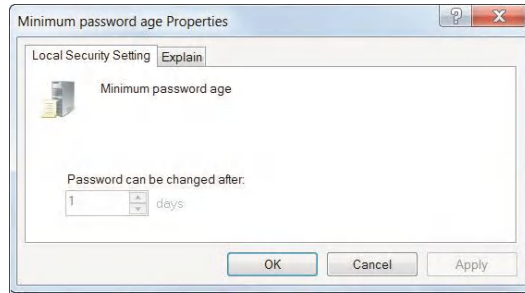 Minimum password age Properties
Local Security Setting Explain
Minimum password age
Password can be changed after:
1 days
OK Cancel Apply